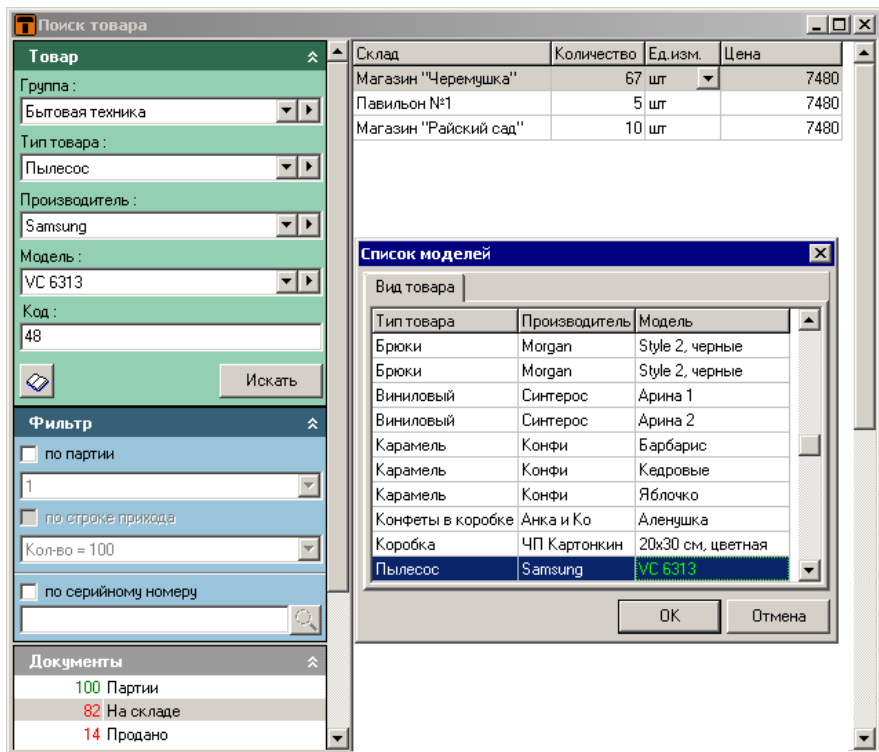 Поиск товара
Товар
Группа :
Бытовая техника
Тип товара :
Пылесос
Производитель :
Samsung
Модель :
VC 6313
Код :
48
Искать
Фильтр
по партии
1
по строке прихода
Кол-во = 100
по серийному номеру
Документы
100 Партии
82 На складе
14 Продано
Склад Количество Ед.изм. Цена
Магазин "Черемушка" 67 шт 7480
Павильон №1 5 шт 7480
Магазин "Райский сад" 10 шт 7480
Список моделей
Вид товара
Тип товара Производитель Модель
Брюки Morgan Style 2, черные
Брюки Morgan Style 2, черные
Виниловый Синтерос Арина 1
Виниловый Синтерос Арина 2
Карамель Конфи Барбарис
Карамель Конфи Кедровые
Карамель Конфи Яблочко
Конфеты в коробке Анка и Ко Аленушка
Коробка ЧП Картонкин 20х30 см, цветная
Пылесос Samsung VC 6313
OK Отмена